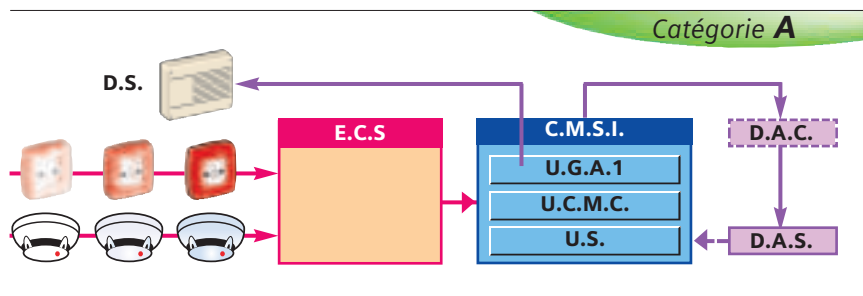 Catégorie A
D.S.
E.C.S
C.M.S.I.
D.A.C.
U.G.A.1
U.C.M.C.
U.S.
D.A.S.